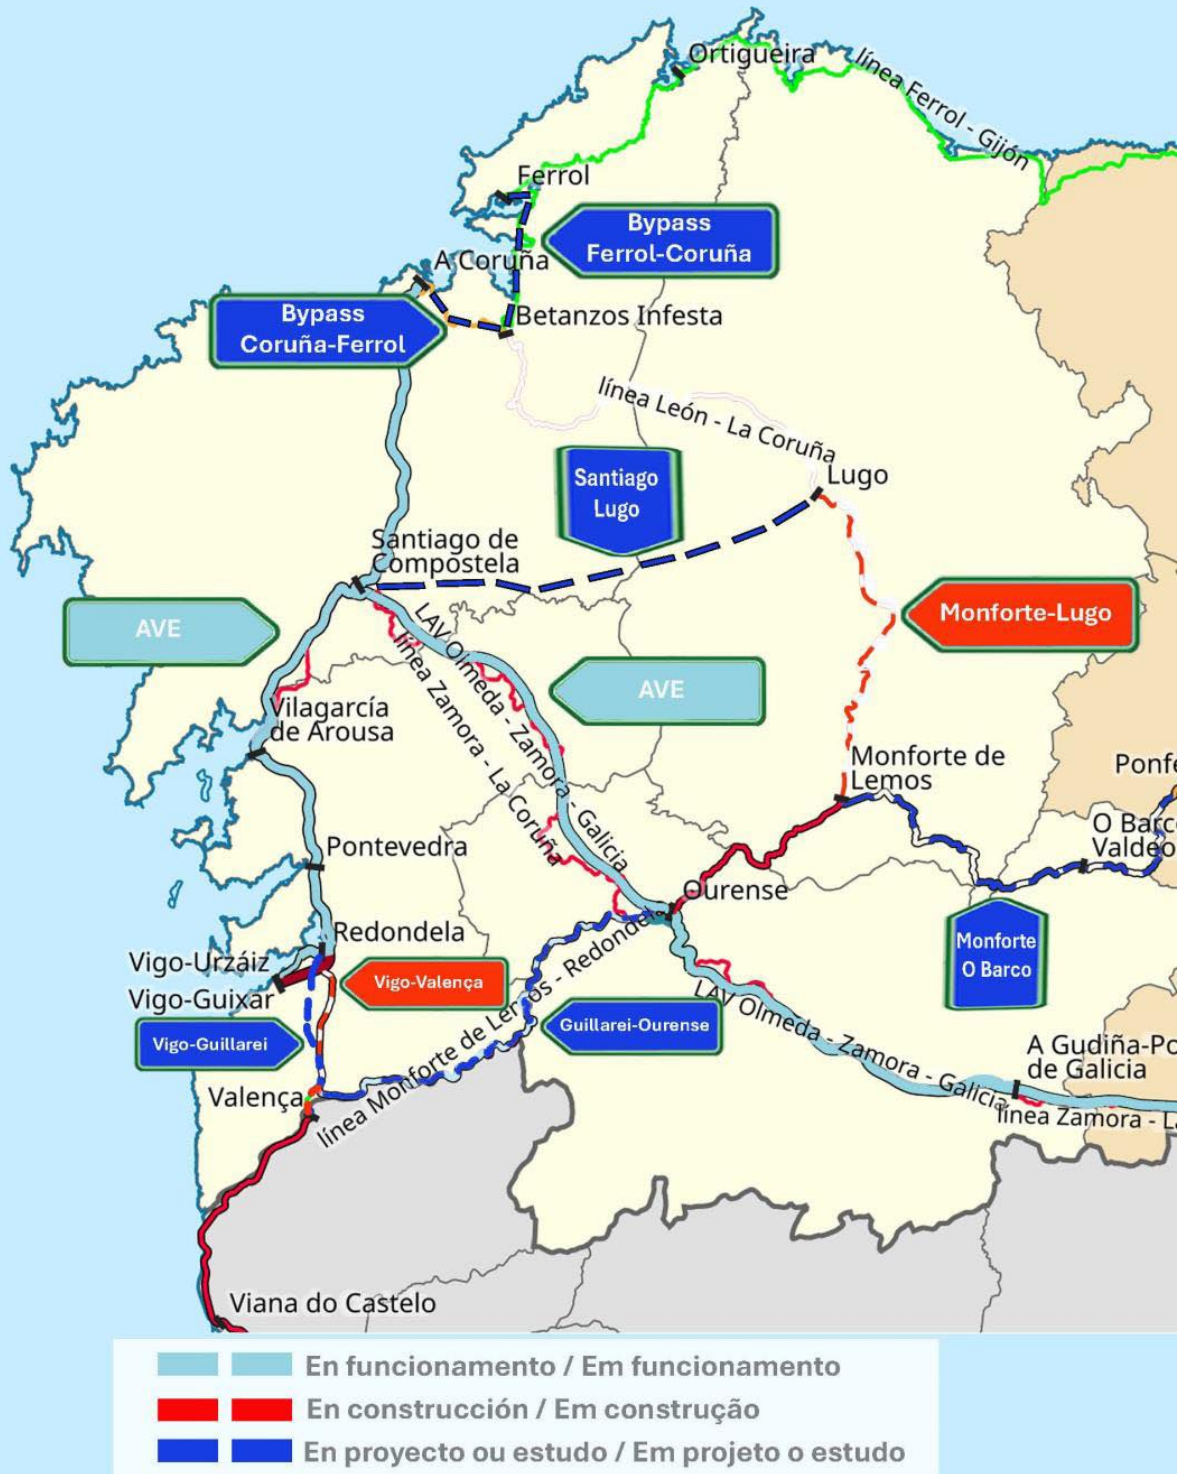 Ortigueira
línea Ferrol - Gijón
Ferrol
Bypass
Ferrol-Coruña
A Coruña
Bypass
Coruña-Ferrol
Betanzos Infesta
línea León - La Coruña
Lugo
Santiago
Lugo
Santiago de
Compostela
AVE
Monforte-Lugo
LAV Olmeda - Zamora - Galicia
línea Zamora - La Coruña
AVE
Vilagarcía
de Arousa
Monforte de
Lemos
Ponfe
O Barco
Valdeo
Pontevedra
Ourense
Redondela
Vigo-Urzáiz
Vigo-Guixar
Vigo-Valença
Monforte
O Barco
Vigo-Guillarei
Guillarei-Ourense
línea Monforte de Lemos - Redondela
LAV Olmeda - Zamora - Galicia
A Gudiña-Po
de Galicia
línea Zamora - La
Valença
Viana do Castelo
En funcionamento / Em funcionamento
En construcción / Em construção
En proyecto ou estudo / Em projeto o estudo